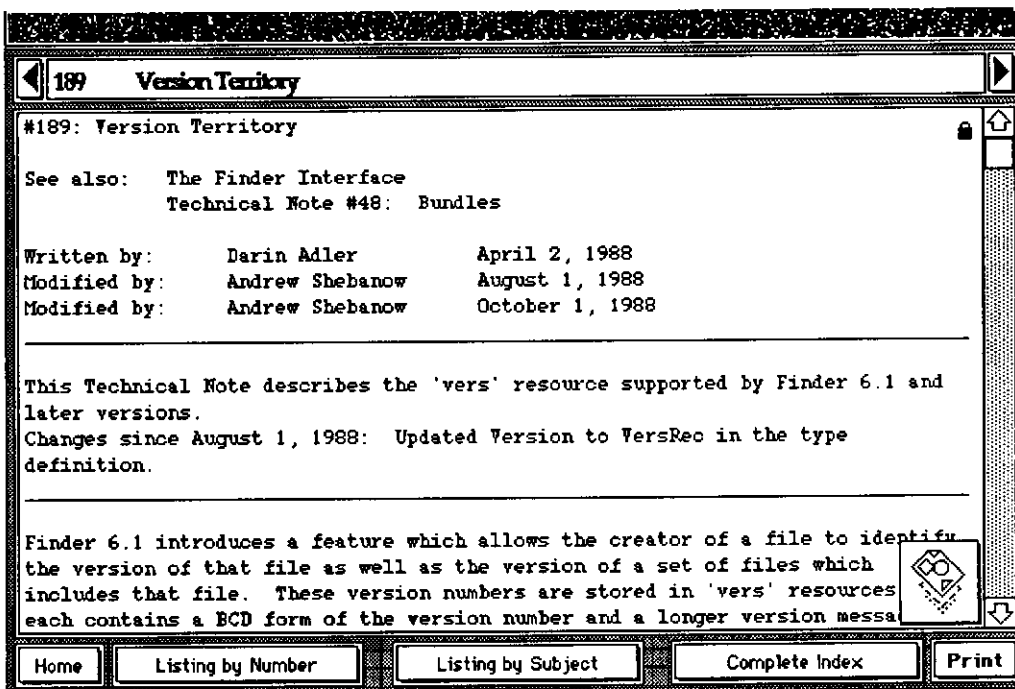 189 Version Territory
#189: Version Territory
See also: The Finder Interface
Technical Note #48: Bundles
Written by: Darin Adler April 2, 1988
Modified by: Andrew Shebanow August 1, 1988
Modified by: Andrew Shebanow October 1, 1988
This Technical Note describes the 'vers' resource supported by Finder 6.1 and
later versions.
Changes since August 1, 1988: Updated Version to VersRec in the type
definition.
Finder 6.1 introduces a feature which allows the creator of a file to identify
the version of that file as well as the version of a set of files which
includes that file. These version numbers are stored in 'vers' resources
each contains a BCD form of the version number and a longer version messa
Home Listing by Number Listing by Subject Complete Index Print